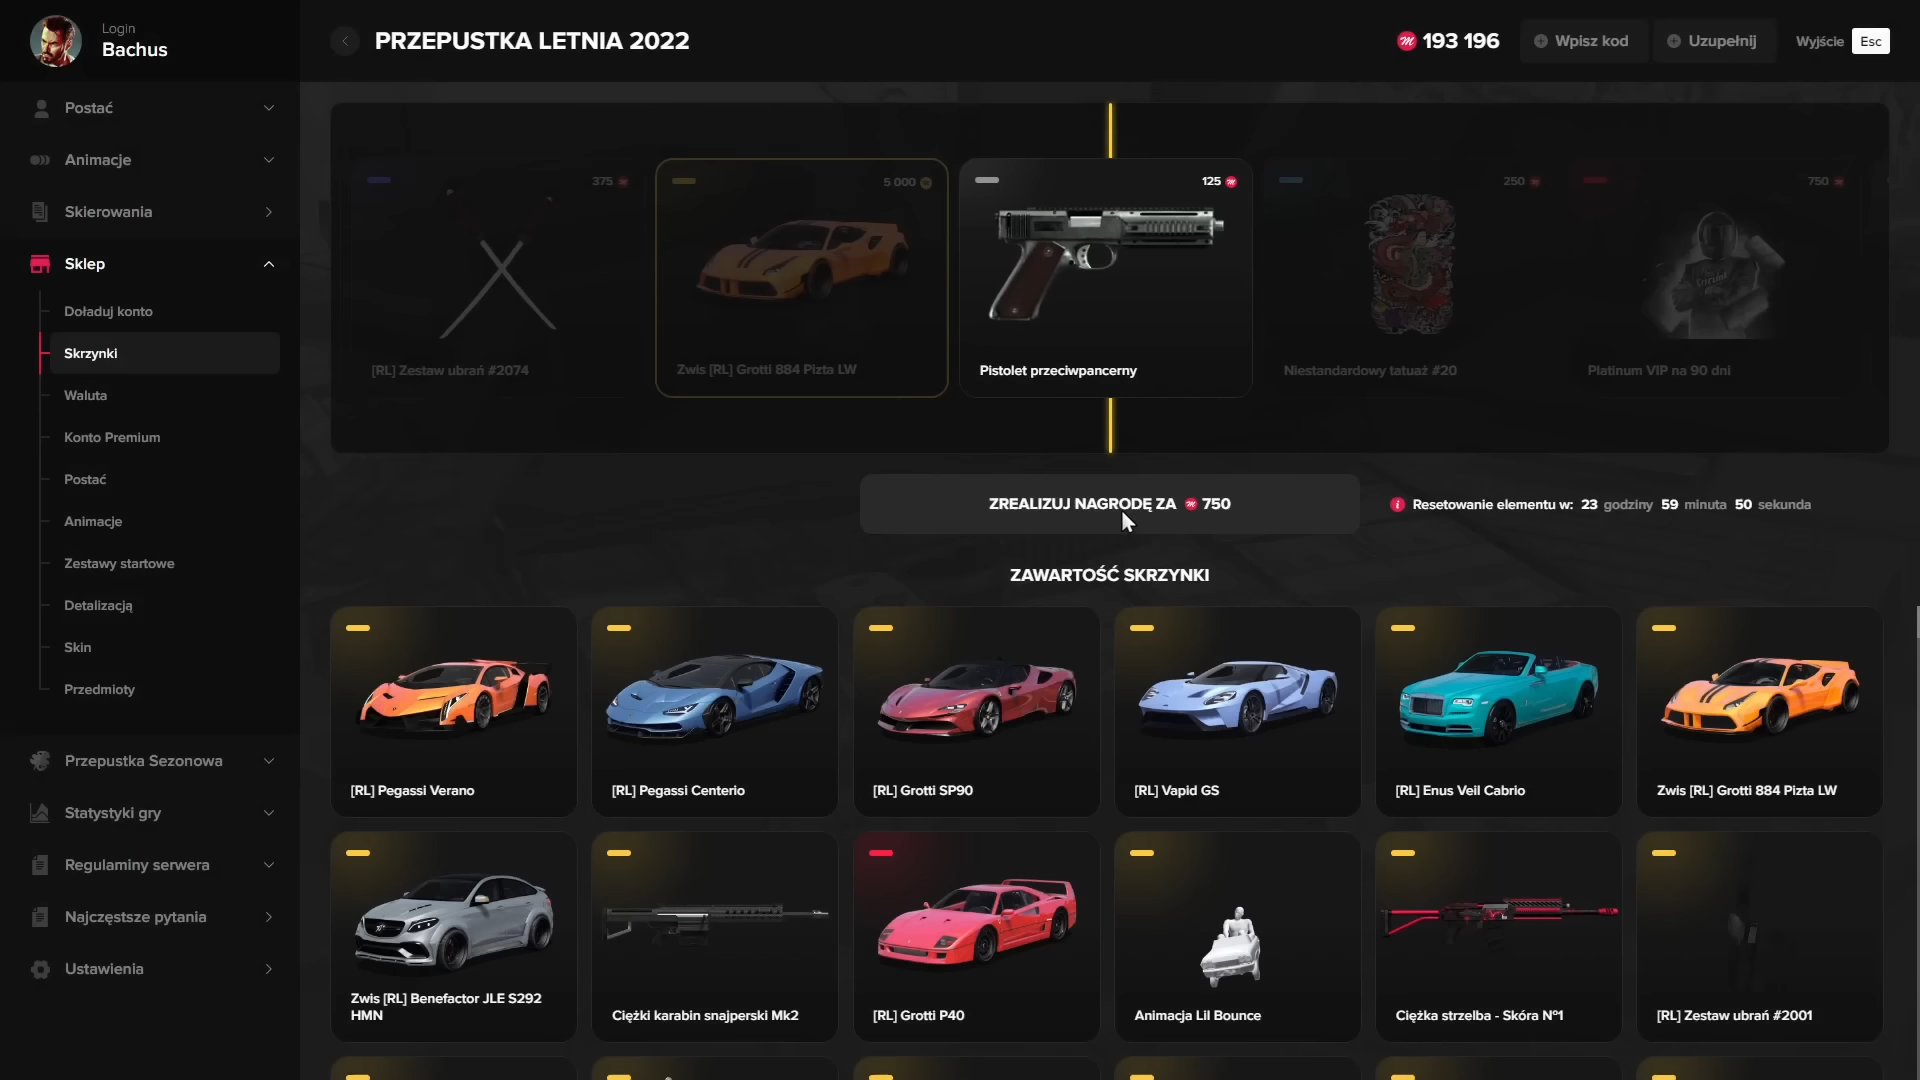 Login
Bachus
PRZEPUSTKA LETNIA 2022
193 196
Wpisz kod
Uzupełnij
Wyjście
Esc
Postać
Animacje
Skierowania
Sklep
Doładuj konto
Skrzynki
Waluta
Konto Premium
Postać
Animacje
Zestawy startowe
Detalizacją
Skin
Przedmioty
Przepustka Sezonowa
Statystyki gry
Regulaminy serwera
Najczęstsze pytania
Ustawienia
375
[RL] Zestaw ubrań #2074
5 000
Zwis [RL] Grotti 884 Pizta LW
125
Pistolet przeciwpancerny
250
Niestandardowy tatuaż #20
750
Platinum VIP na 90 dni
ZREALIZUJ NAGRODĘ ZA 750
Resetowanie elementu w: 23 godziny 59 minuta 50 sekunda
ZAWARTOŚĆ SKRZYNKI
[RL] Pegassi Verano
[RL] Pegassi Centerio
[RL] Grotti SP90
[RL] Vapid GS
[RL] Enus Veil Cabrio
Zwis [RL] Grotti 884 Pizta LW
Zwis [RL] Benefactor JLE S292
HMN
Ciężki karabin snajperski Mk2
[RL] Grotti P40
Animacja Lil Bounce
Ciężka strzelba - Skóra Nº1
[RL] Zestaw ubrań #2001